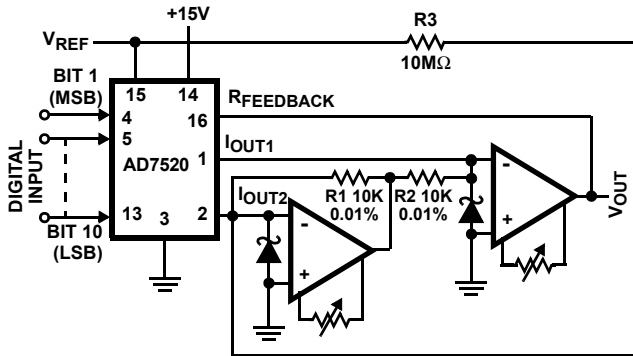 +15V
VREF
R3
10MΩ
BIT 1
(MSB)
15
14
RFEEDBACK
4
16
5
IOUT1
1
AD7520
DIGITAL
INPUT
IOUT2
R1 10K
0.01%
R2 10K
0.01%
13
3
2
BIT 10
(LSB)
-
+
-
+
VOUT